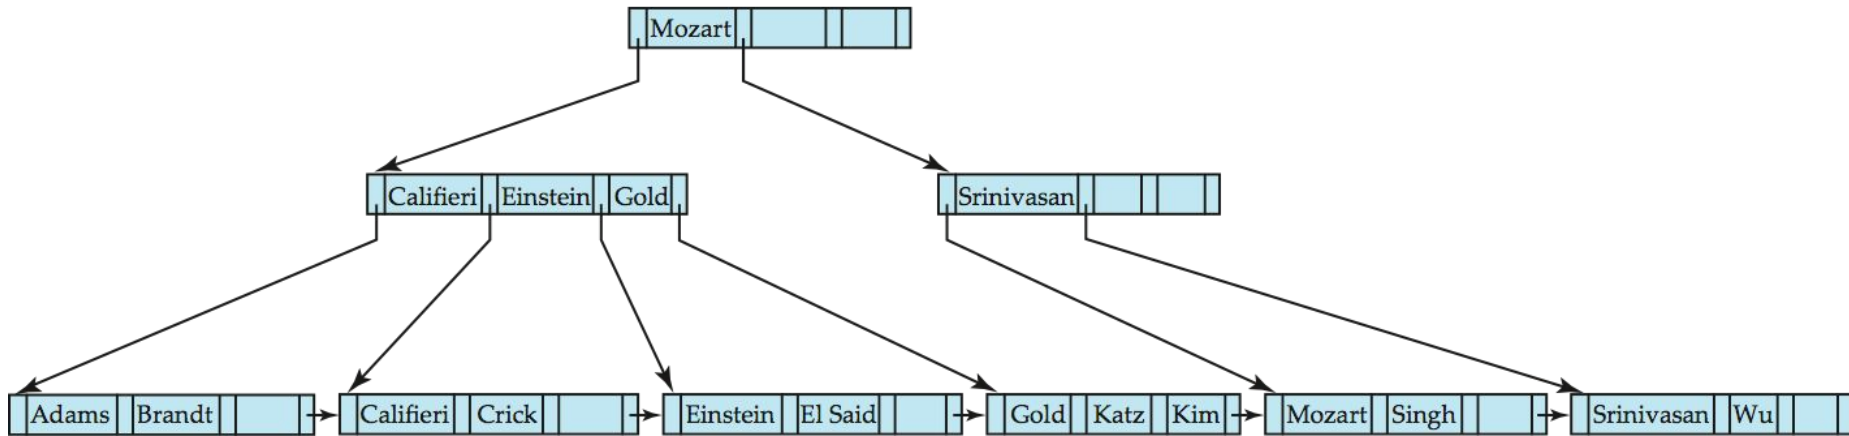 Mozart
Califieri Einstein Gold Srinivasan
Adams Brandt Califieri Crick Einstein El Said Gold Katz Kim Mozart Singh Srinivasan Wu